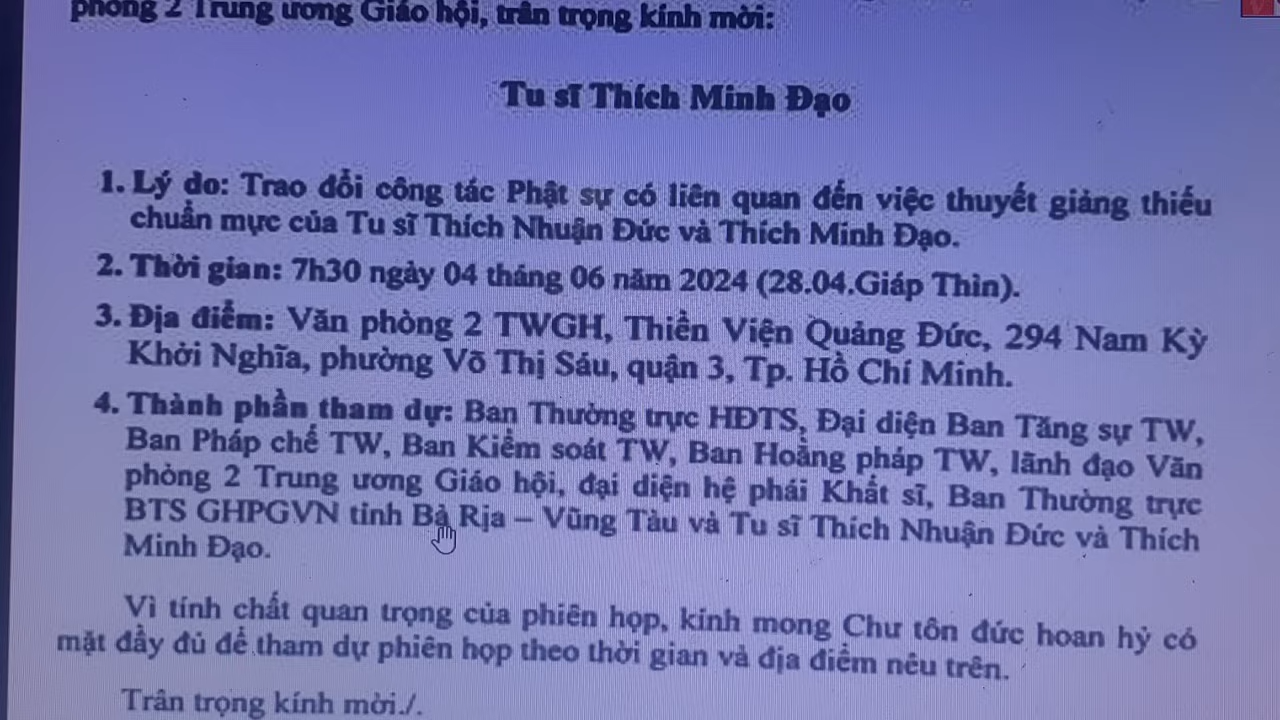 phòng 2 Trung ương Giáo hội, trân trọng kính mời:
Tu sĩ Thích Minh Đạo
1. Lý do: Trao đổi công tác Phật sự có liên quan đến việc thuyết giảng thiếu
chuẩn mực của Tu sĩ Thích Nhuận Đức và Thích Minh Đạo.
2. Thời gian: 7h30 ngày 04 tháng 06 năm 2024 (28.04.Giáp Thìn).
3. Địa điểm: Văn phòng 2 TWGH, Thiền Viện Quảng Đức, 294 Nam Kỳ
Khởi Nghĩa, phường Võ Thị Sáu, quận 3, Tp. Hồ Chí Minh.
4. Thành phần tham dự: Ban Thường trực HĐTS, Đại diện Ban Tăng sự TW,
Ban Pháp chế TW, Ban Kiểm soát TW, Ban Hoằng pháp TW, lãnh đạo Văn
phòng 2 Trung ương Giáo hội, đại diện hệ phái Khất sĩ, Ban Thường trực
BTS GHPGVN tỉnh Bà Rịa – Vũng Tàu và Tu sĩ Thích Nhuận Đức và Thích
Minh Đạo.
Vì tính chất quan trọng của phiên họp, kính mong Chư tôn đức hoan hỷ có
mặt đầy đủ để tham dự phiên họp theo thời gian và địa điểm nêu trên.
Trân trọng kính mời./.